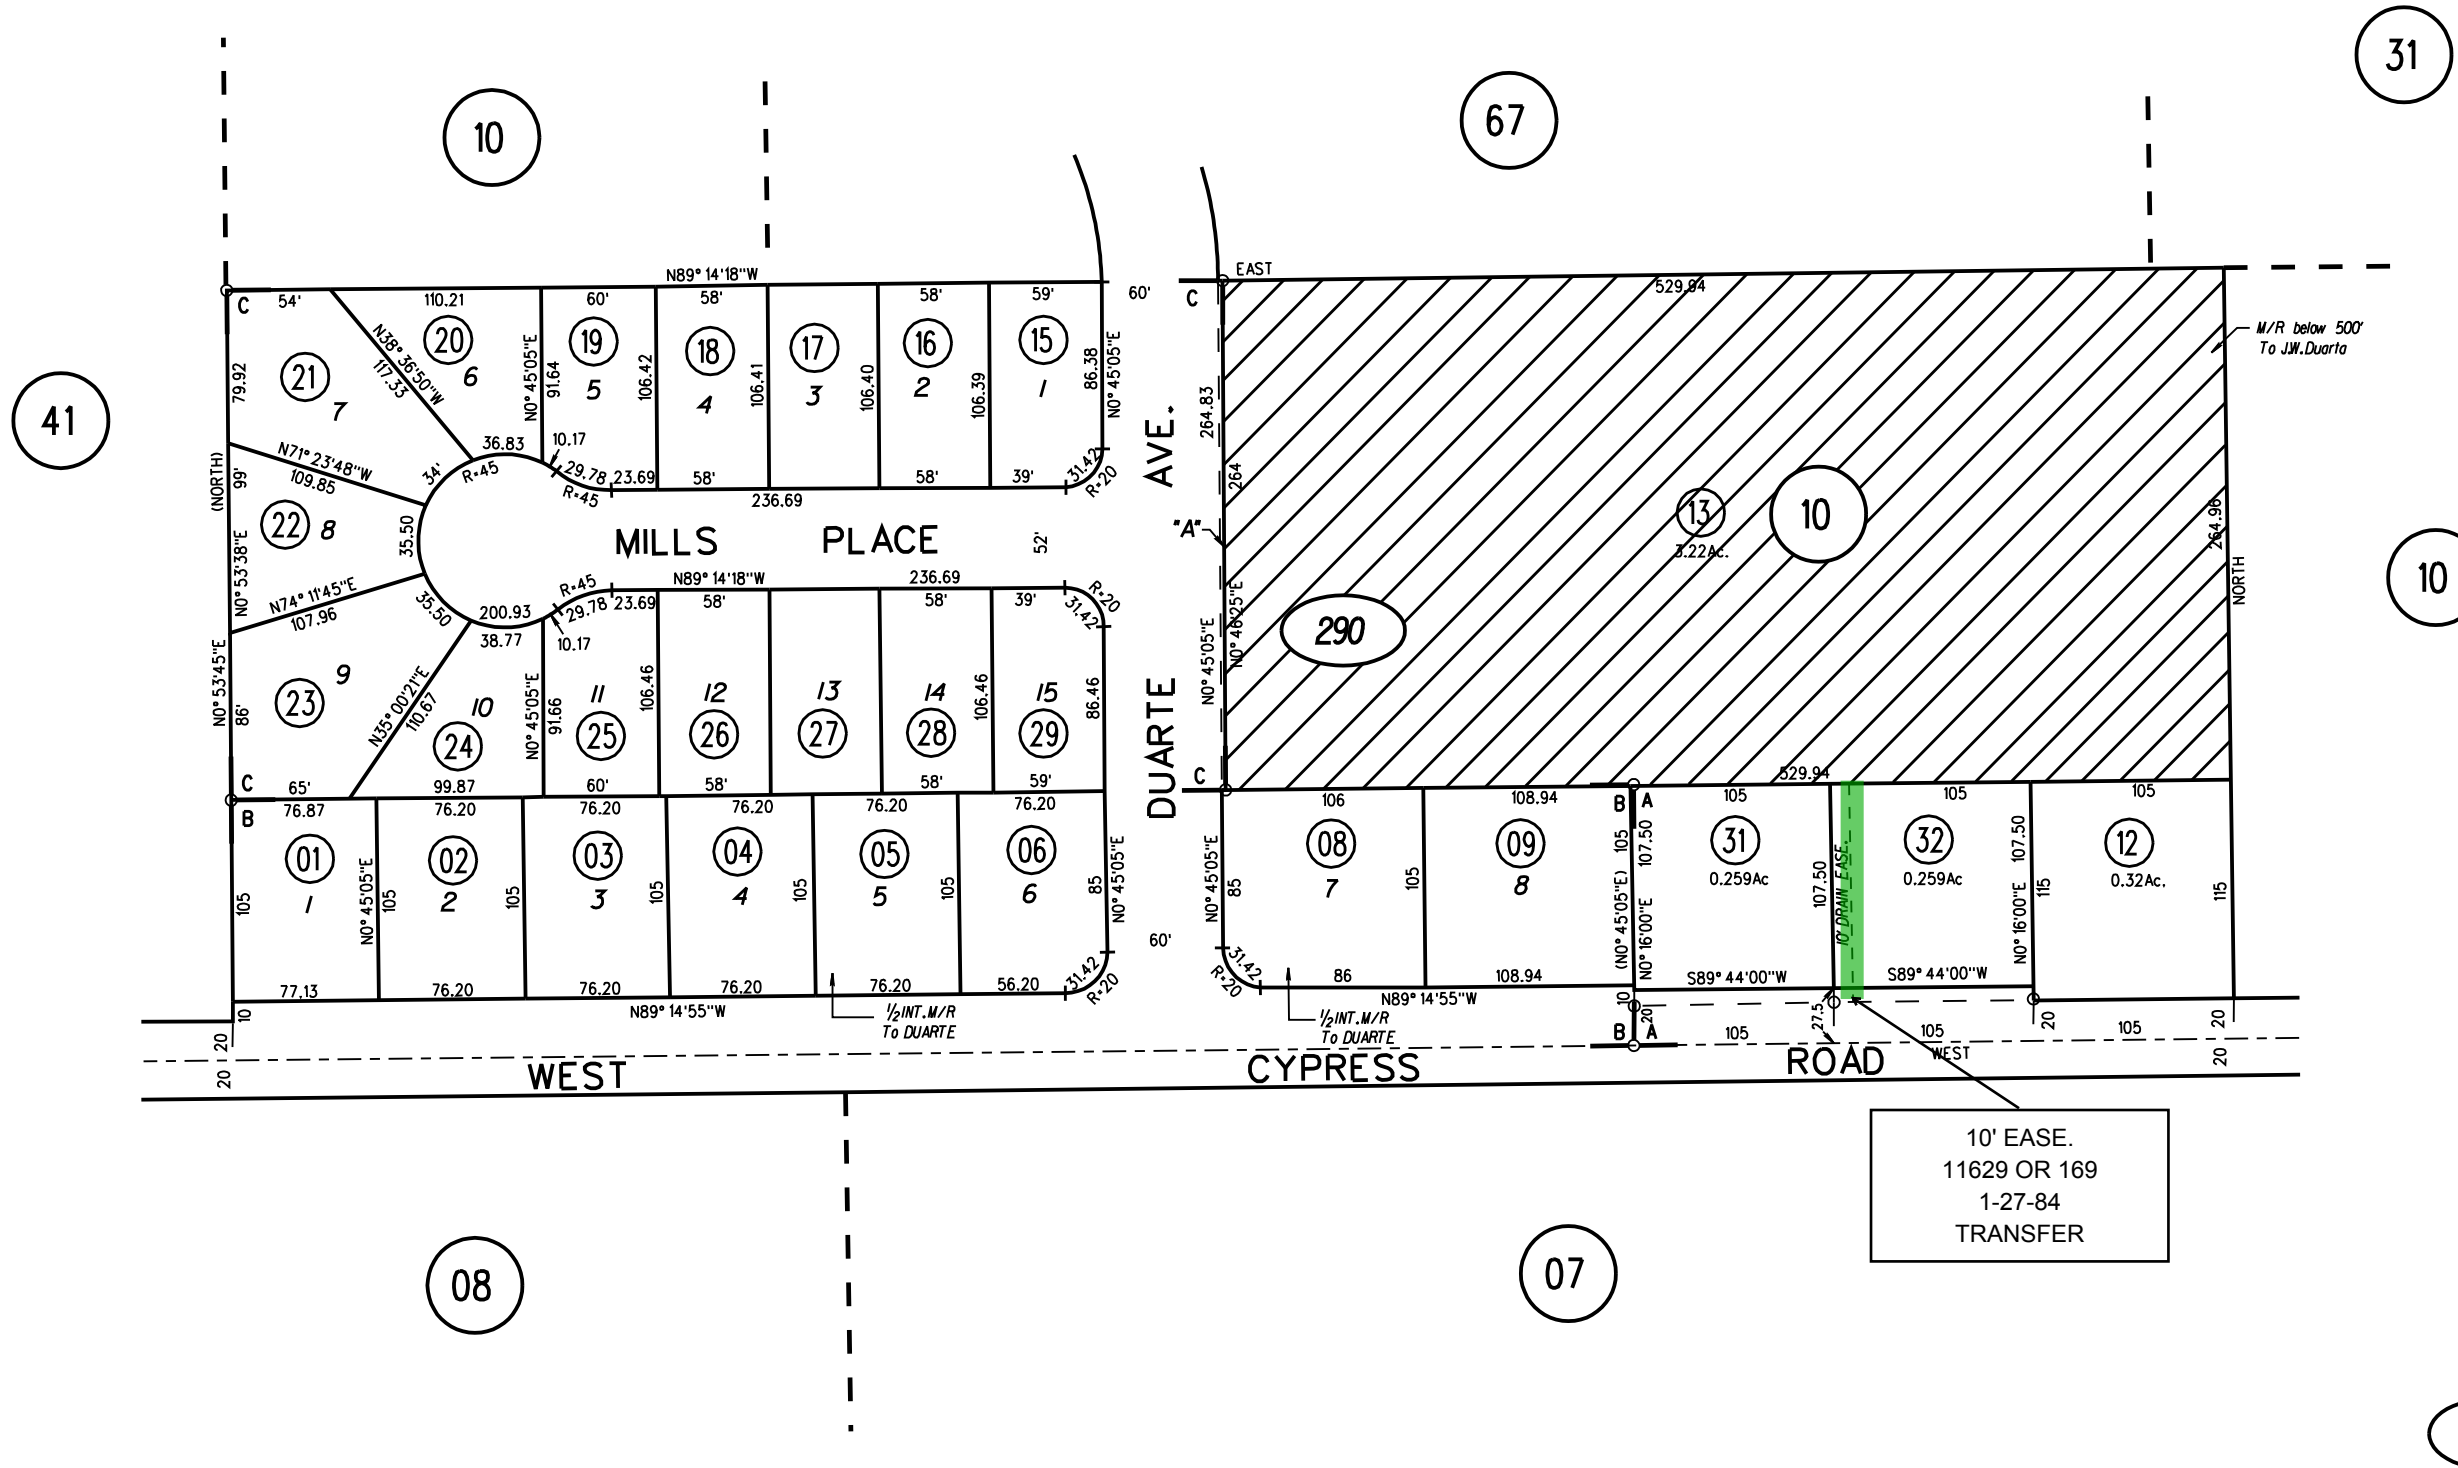 31
10
67
N89° 14'18"W
EAST
C
54'
110.21
60'
58'
58'
59'
60'
C
529.94
M/R below 500'
To J.W.Duarta
21
7
79.92
N38° 36'50"W
117.33
20
6
N0° 45'05"E
91.64
19
5
106.42
18
4
106.41
17
3
106.40
16
2
106.39
15
1
86.38
N0° 45'05"E
41
(NORTH)
99'
N71° 23'48"W
109.85
34'
36.83
R=45
10.17
29.78
R=45
23.69
58'
236.69
58'
39'
31.42
R=20
AVE.
264.83
264
22
8
35.50
MILLS PLACE
52'
"A"
13
3.22Ac.
10
264.96
NORTH
10
N0° 53'38"E
N74° 11'45"E
107.96
35.50
200.93
38.77
R=45
29.78
10.17
23.69
N89° 14'18"W
58'
236.69
58'
39'
31.42
R=20
290
N0° 46'25"E
N0° 45'05"E
N0° 53'45"E
86'
23
9
N35° 00'21"E
110.67
10
24
N0° 45'05"E
91.66
11
25
106.46
12
26
13
27
14
28
106.46
15
29
86.46
DUARTE
C
65'
99.87
60'
58'
58'
59'
C
529.94
B
76.87
76.20
76.20
76.20
76.20
76.20
106
108.94
B
A
105
105
105
01
1
105
N0° 45'05"E
02
2
105
105
03
3
105
04
4
105
05
5
105
06
6
85
N0° 45'05"E
N0° 45'05"E
85
08
7
105
09
8
105
(N0° 45'05"E)
107.50
N0° 16'00"E
31
0.259Ac
107.50
10' DRAIN EASE.
32
0.259Ac
107.50
N0° 16'00"E
115
12
0.32Ac.
115
77.13
76.20
76.20
76.20
76.20
56.20
31.42
R=20
60'
31.42
R=20
86
108.94
S89° 44'00"W
S89° 44'00"W
N89° 14'55"W
N89° 14'55"W
10
20
20
1/2 INT.M/R
To DUARTE
1/2 INT.M/R
To DUARTE
10
20
B
A
105
27.5
105
20
105
20
20
WEST
WEST CYPRESS ROAD
10' EASE.
11629 OR 169
1-27-84
TRANSFER
08
07